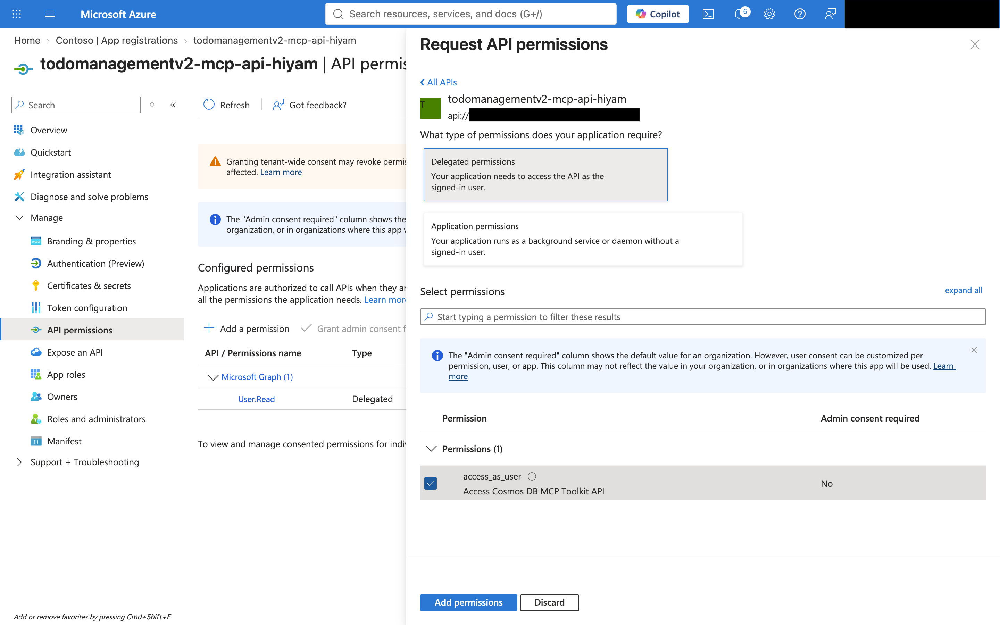 Microsoft Azure
Search resources, services, and docs (G+/)
Copilot
6
Home
Contoso | App registrations
todomanagementv2-mcp-api-hiyam
todomanagementv2-mcp-api-hiyam | API permis
Search
Overview
Quickstart
Integration assistant
Diagnose and solve problems
Manage
Branding & properties
Authentication (Preview)
Certificates & secrets
Token configuration
API permissions
Expose an API
App roles
Owners
Roles and administrators
Manifest
Support + Troubleshooting
Add or remove favorites by pressing Cmd+Shift+F
Refresh
Got feedback?
Granting tenant-wide consent may revoke permis
affected. Learn more
The "Admin consent required" column shows the
organization, or in organizations where this app
Configured permissions
Applications are authorized to call APIs when they ar
all the permissions the application needs. Learn more
Add a permission
Grant admin consent f
API / Permissions name
Type
Microsoft Graph (1)
User.Read
Delegated
To view and manage consented permissions for indiv
Request API permissions
All APIs
T
todomanagementv2-mcp-api-hiyam
api://
What type of permissions does your application require?
Delegated permissions
Your application needs to access the API as the
signed-in user.
Application permissions
Your application runs as a background service or daemon without a
signed-in user.
Select permissions
expand all
Start typing a permission to filter these results
The "Admin consent required" column shows the default value for an organization. However, user consent can be customized per
permission, user, or app. This column may not reflect the value in your organization, or in organizations where this app will be used. Learn
more
Permission
Admin consent required
Permissions (1)
access_as_user
Access Cosmos DB MCP Toolkit API
No
Add permissions
Discard